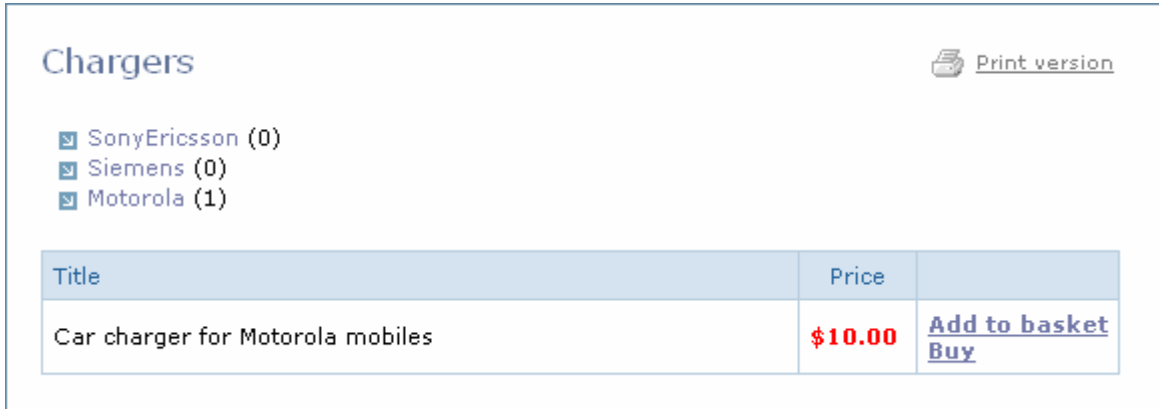 Chargers
Print version
SonyEricsson (0)
Siemens (0)
Motorola (1)
Title Price
Car charger for Motorola mobiles $10.00 Add to basket
Buy